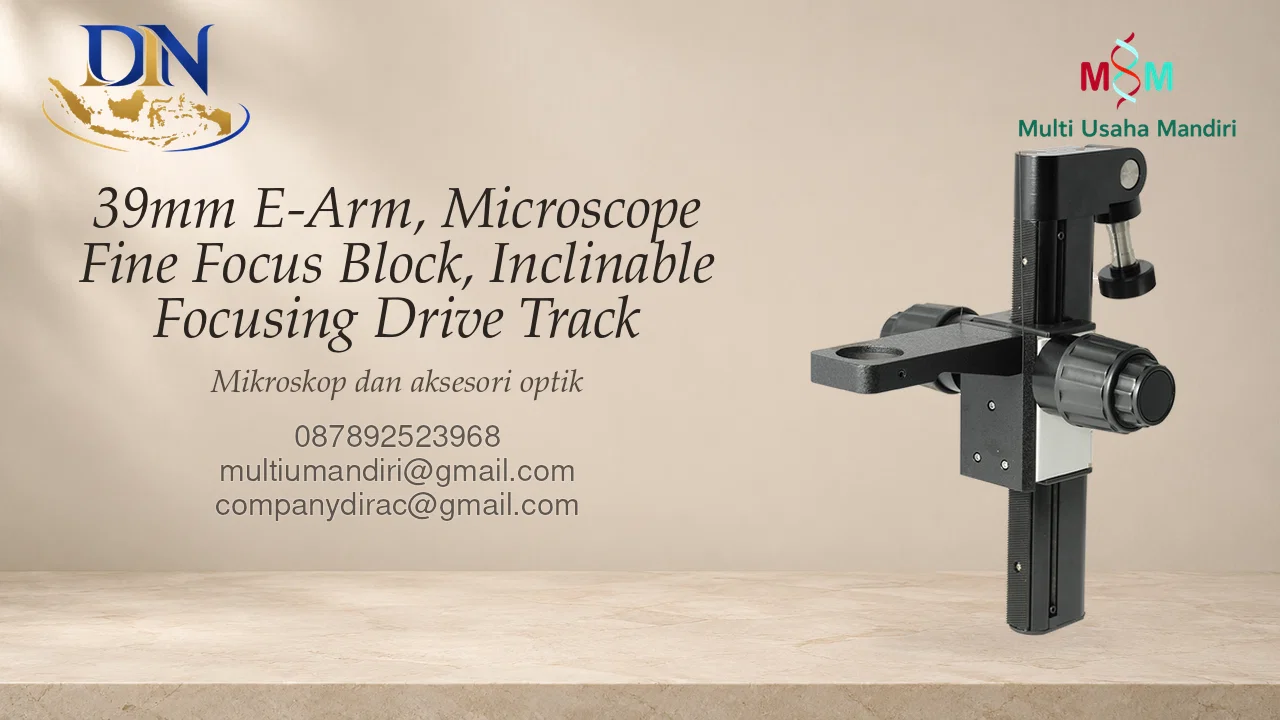 DN
M M
Multi Usaha Mandiri
39mm E-Arm, Microscope
Fine Focus Block, Inclinable
Focusing Drive Track
Mikroskop dan aksesori optik
087892523968
multiumandiri@gmail.com
companydirac@gmail.com